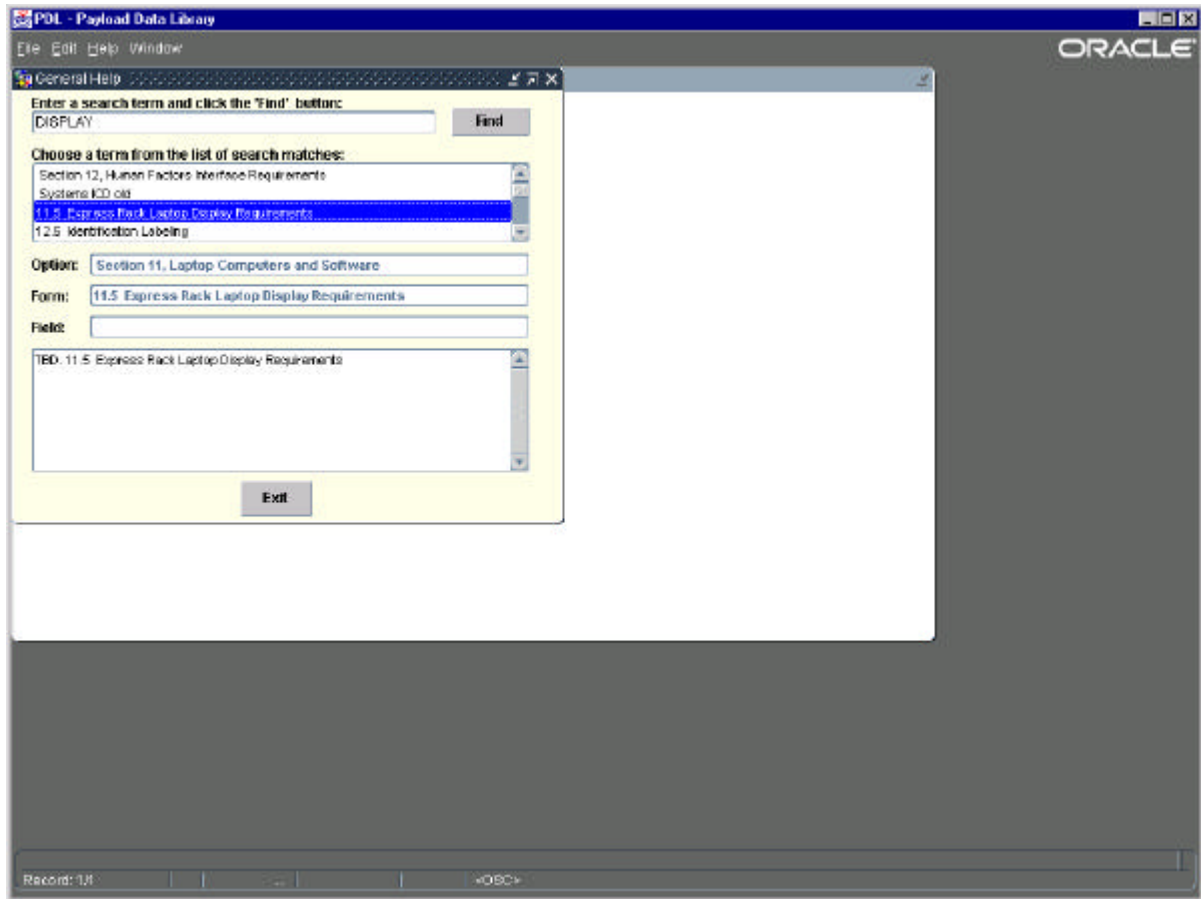 PDL - Payload Data Library
File Edit Help Window
ORACLE
General Help
Enter a search term and click the "Find" button:
DISPLAY
Find
Choose a term from the list of search matches:
Section 12, Human Factors Interface Requirements
Systems ICD old
11.5 Express Rack Laptop Display Requirements
12.5 Identification Labeling
Option: Section 11, Laptop Computers and Software
Form: 11.5 Express Rack Laptop Display Requirements
Field:
TBD. 11.5 Express Rack Laptop Display Requirements
Exit
Record: 1/1 ... <OSC>